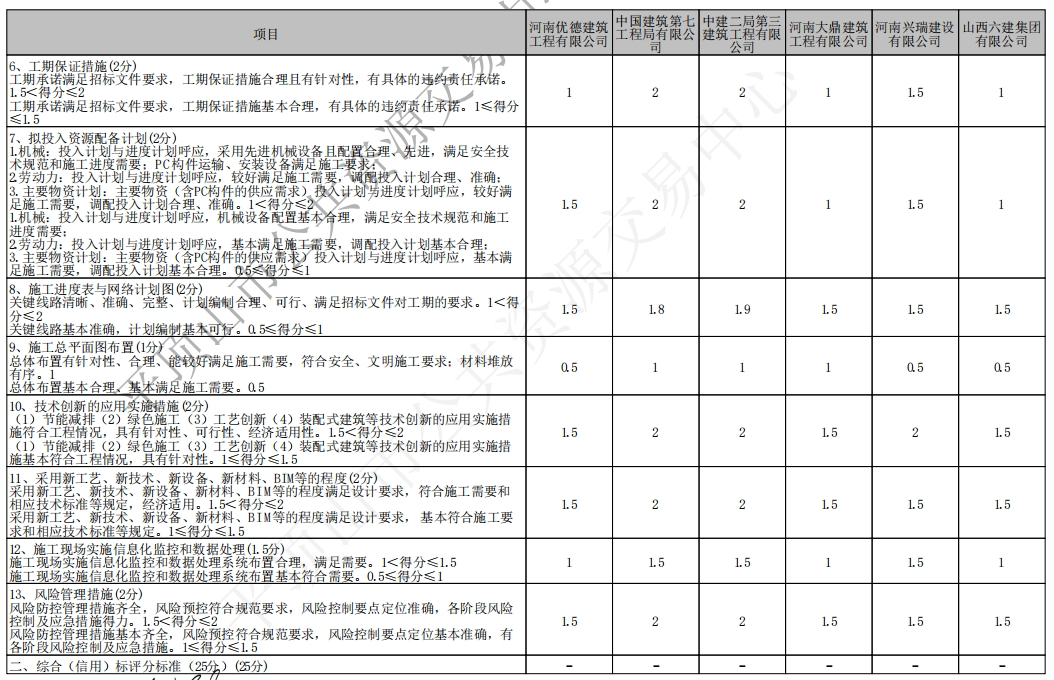 项目
河南优德建筑
工程有限公司
中国建筑第七
工程局有限公
司
中建二局第三
建筑工程有限
公司
河南大鼎建筑
工程有限公司
河南兴瑞建设
有限公司
山西六建集团
有限公司
6、工期保证措施(2分)
工期承诺满足招标文件要求，工期保证措施合理且有针对性，有具体的违约责任承诺。
1.5<得分≤2
工期承诺满足招标文件要求，工期保证措施基本合理，有具体的违约责任承诺。1≤得分
≤1.5
1 2 2 1 1.5 1
7、拟投入资源配备计划(2分)
1.机械：投入计划与进度计划呼应，采用先进机械设备且配置合理、先进，满足安全技
术规范和施工进度需要；PC构件运输、安装设备满足施工要求；
2.劳动力：投入计划与进度计划呼应，较好满足施工需要，调配投入计划合理、准确；
3.主要物资计划：主要物资（含PC构件的供应需求）投入计划与进度计划呼应，较好满
足施工需要，调配投入计划合理、准确。1<得分≤2
1.机械：投入计划与进度计划呼应，机械设备配置基本合理，满足安全技术规范和施工
进度需要；
2.劳动力：投入计划与进度计划呼应，基本满足施工需要，调配投入计划基本合理；
3.主要物资计划：主要物资（含PC构件的供应需求）投入计划与进度计划呼应，基本满
足施工需要，调配投入计划基本合理。0.5≤得分≤1
1.5 2 2 1 1.5 1
8、施工进度表与网络计划图(2分)
关键线路清晰、准确、完整、计划编制合理、可行、满足招标文件对工期的要求。1<得
分≤2
关键线路基本准确，计划编制基本可行。0.5≤得分≤1
1.5 1.8 1.9 1.5 1.5 1.5
9、施工总平面图布置(1分)
总体布置有针对性、合理、能较好满足施工需要，符合安全、文明施工要求；材料堆放
有序。1
总体布置基本合理、基本满足施工需要。0.5
0.5 1 1 1 0.5 0.5
10、技术创新的应用实施措施(2分)
（1）节能减排（2）绿色施工（3）工艺创新（4）装配式建筑等技术创新的应用实施措
施符合工程情况，具有针对性、可行性、经济适用性。1.5<得分≤2
（1）节能减排（2）绿色施工（3）工艺创新（4）装配式建筑等技术创新的应用实施措
施基本符合工程情况，具有针对性。1≤得分≤1.5
1.5 2 2 1.5 2 1.5
11、采用新工艺、新技术、新设备、新材料、BIM等的程度(2分)
采用新工艺、新技术、新设备、新材料、BIM等的程度满足设计要求，符合施工需要和
相应技术标准等规定，经济适用。1.5<得分≤2
采用新工艺、新技术、新设备、新材料、BIM等的程度满足设计要求， 基本符合施工要
求和相应技术标准等规定。1≤得分≤1.5
1.5 2 2 1.5 1.5 1.5
12、施工现场实施信息化监控和数据处理(1.5分)
施工现场实施信息化监控和数据处理系统布置合理，满足需要。1<得分≤1.5
施工现场实施信息化监控和数据处理系统布置基本符合需要。0.5≤得分≤1
1 1.5 1.5 1 1.5 1
13、风险管理措施(2分)
风险防控管理措施齐全，风险预控符合规范要求，风险控制要点定位准确，各阶段风险
控制及应急措施得力。1.5<得分≤2
风险防控管理措施基本齐全，风险预控符合规范要求，风险控制要点定位基本准确，有
各阶段风险控制及应急措施。1≤得分≤1.5
1.5 2 2 1.5 1.5 1.5
二、综合（信用）标评分标准（25分）(25分)
- - - - - -
平顶山市公共资源交易中心
平顶山市公共资源交易中心